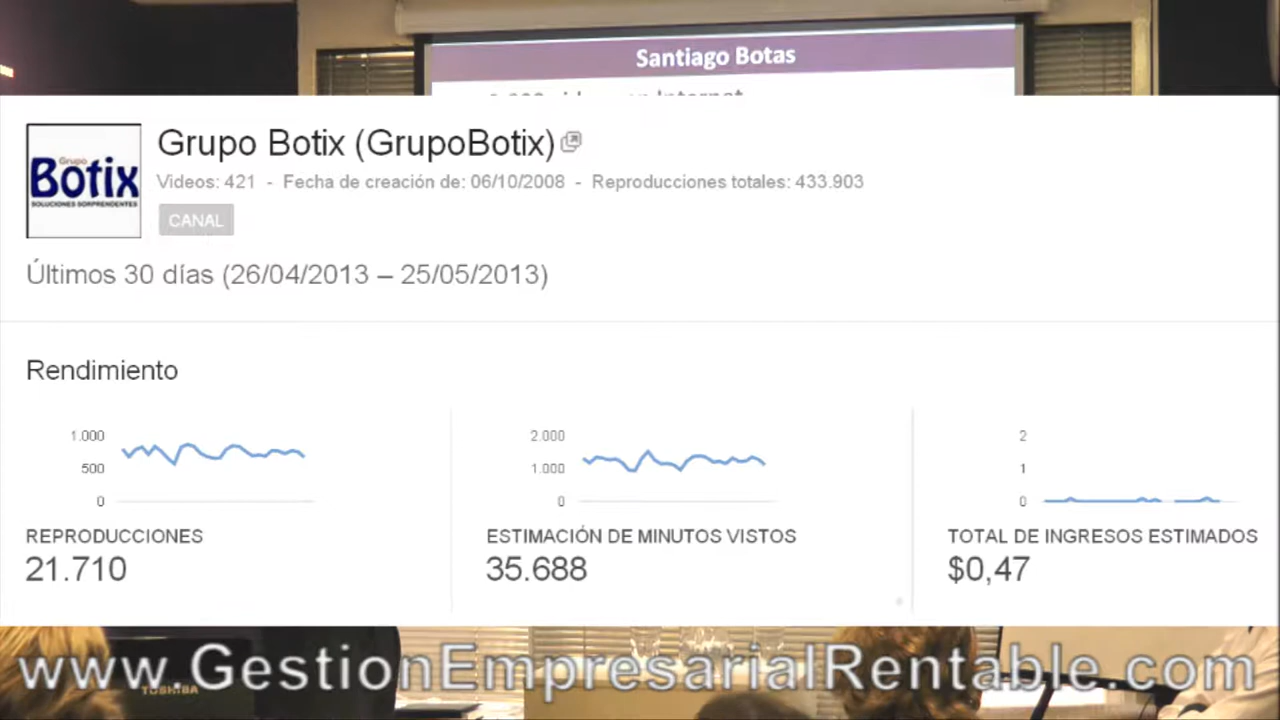 Santiago Botas
Grupo
Botix
SOLUCIONES SORPRENDENTES
Grupo Botix (GrupoBotix)
Videos: 421 - Fecha de creación de: 06/10/2008 - Reproducciones totales: 433.903
CANAL
Últimos 30 días (26/04/2013 – 25/05/2013)
Rendimiento
1.000
500
0
2.000
1.000
0
2
1
0
REPRODUCCIONES
21.710
ESTIMACIÓN DE MINUTOS VISTOS
35.688
TOTAL DE INGRESOS ESTIMADOS
$0,47
www.GestionEmpresarialRentable.com
TOSHIBA